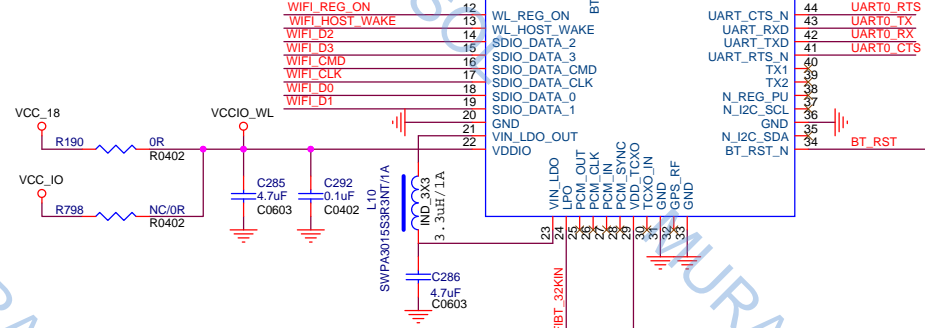 WIFI_REG_ON 12 WL_REG_ON
WIFI_HOST_WAKE 13 WL_HOST_WAKE
WIFI_D2 14 SDIO_DATA_2
WIFI_D3 15 SDIO_DATA_3
WIFI_CMD 16 SDIO_DATA_CMD
WIFI_CLK 17 SDIO_DATA_CLK
WIFI_D0 18 SDIO_DATA_0
WIFI_D1 19 SDIO_DATA_1
20 GND
21 VIN_LDO_OUT
22 VDDIO
BT
UART_CTS_N 44 UART0_RTS
UART_RXD 43 UART0_TX
UART_TXD 42 UART0_RX
UART_RTS_N 41 UART0_CTS
TX1 40
TX2 39
N_REG_PU 38
N_I2C_SCL 37
GND 36
N_I2C_SDA 35
BT_RST_N 34 BT_RST
VCC_18
R190 0R
R0402
VCC_IO
R798 NC/0R
R0402
VCCIO_WL
C285
4.7uF
C0603
C292
0.1uF
C0402
L10
SWPA3015S3R3NT/1A
IND_3X3
3.3uH/1A
C286
4.7uF
C0603
VIN_LDO 23
LPO 24
PCM_OUT 25
PCM_CLK 26
PCM_IN 27
PCM_SYNC 28
VDD_TCXO 29
TCXO_IN 30
GND 31
GPS_RF 32
GND 33
BT_32KIN
MURA